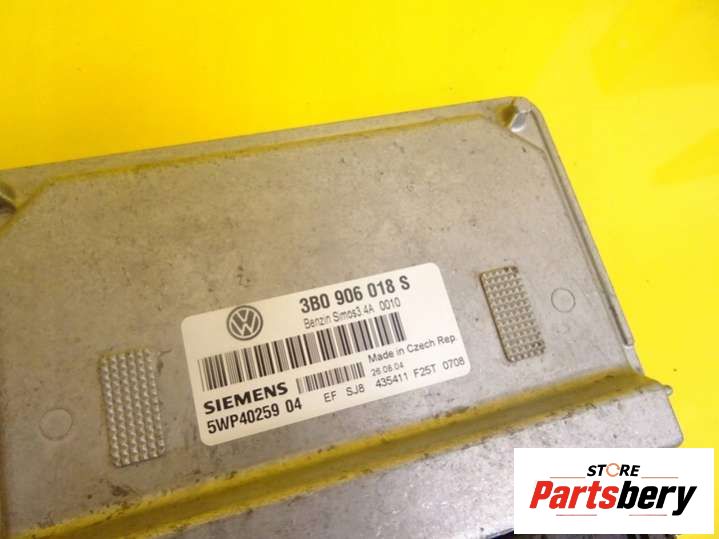 3B0 906 018 S
Benzin Simos3.4A 0010
Made in Czech Rep.
26.08.04
SIEMENS
5WP40259 04
EF SJ8 435411 F25T 0708
STORE
Partsbery